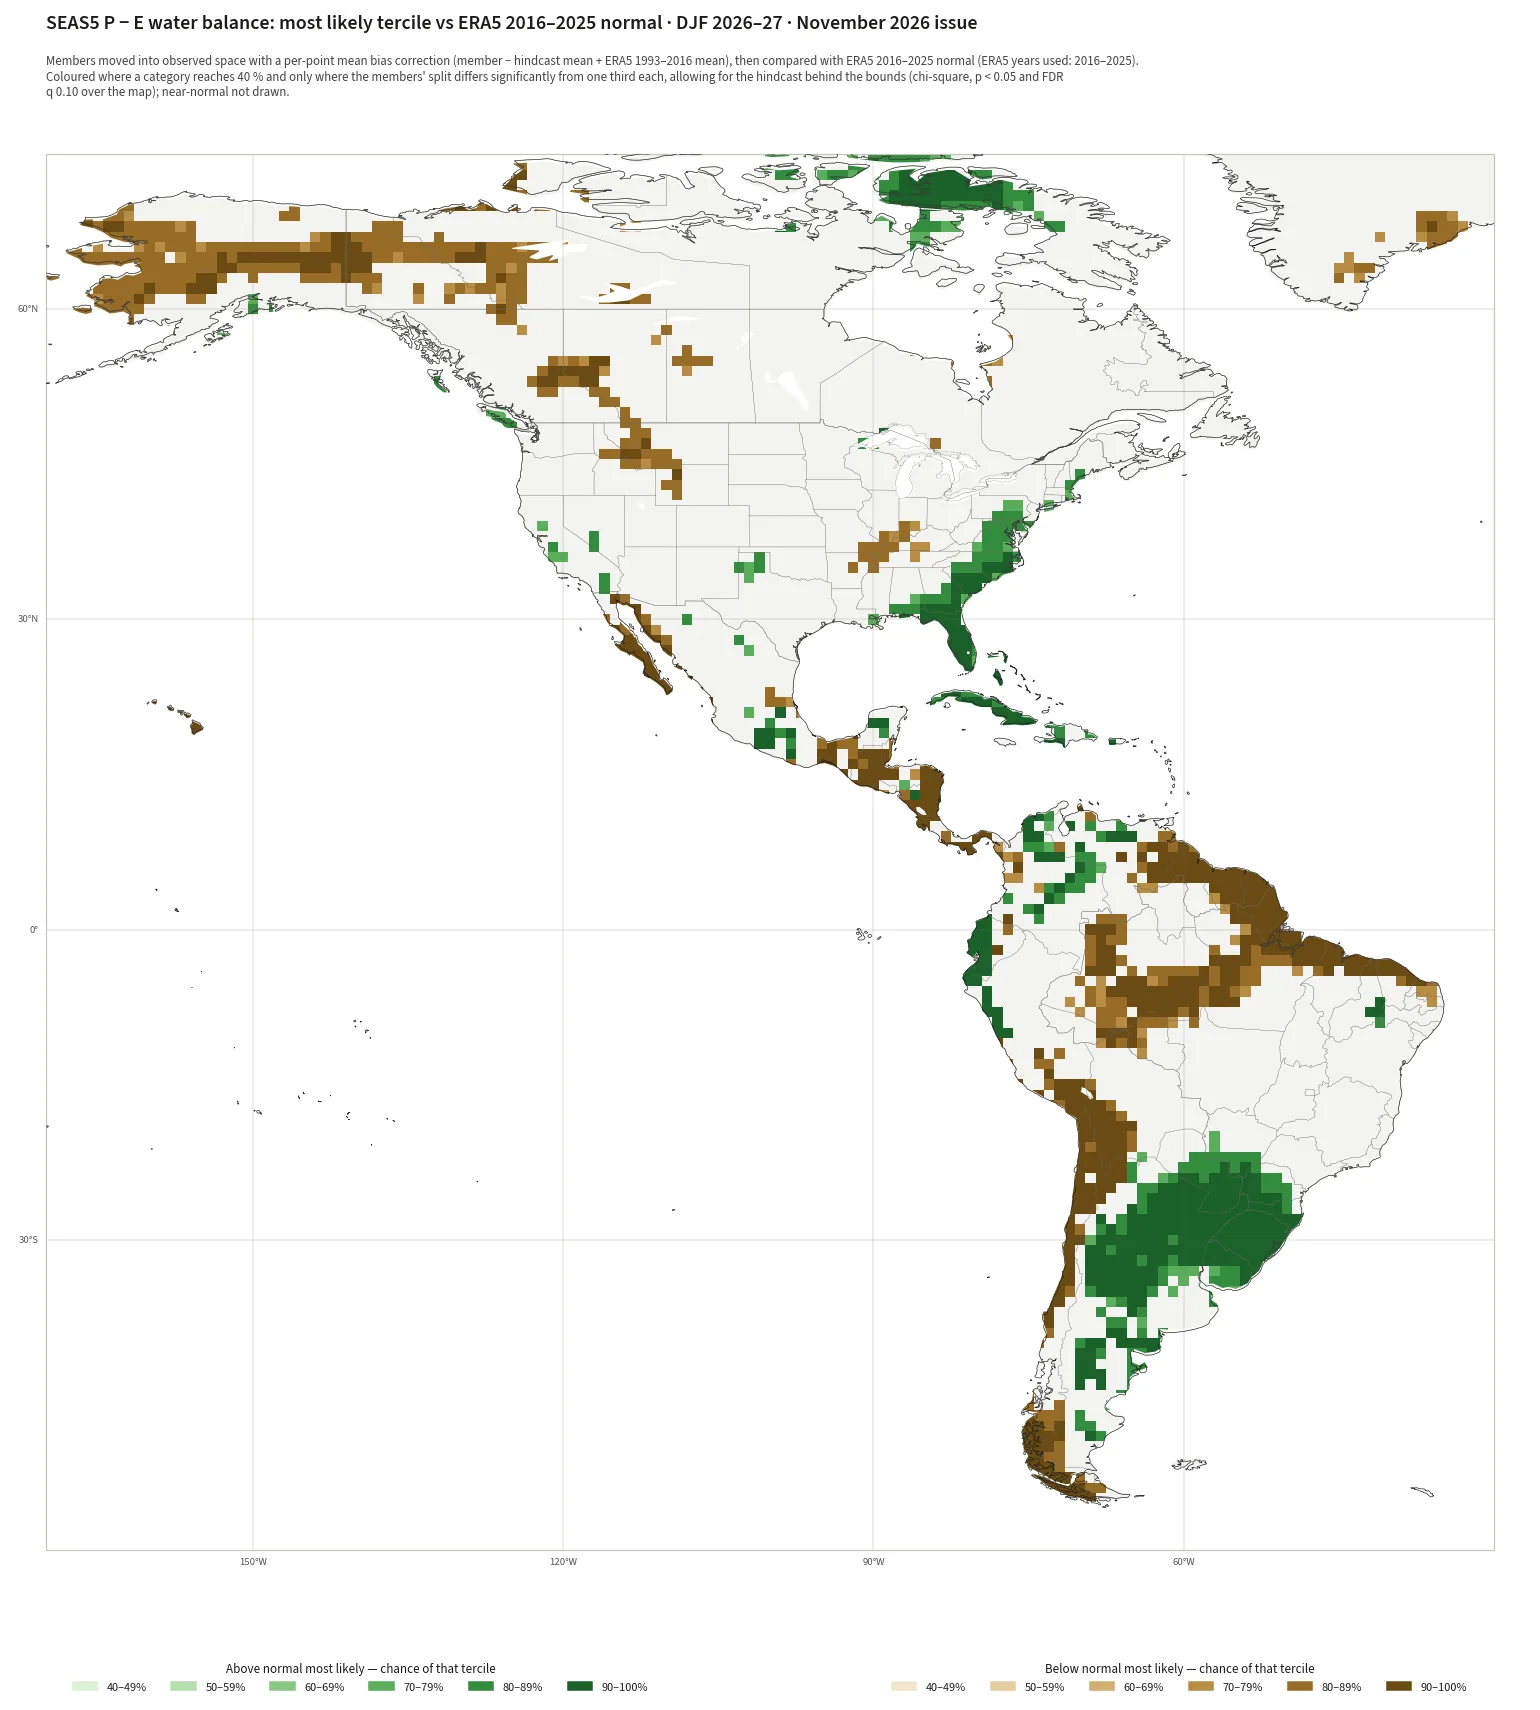 SEAS5 P − E water balance: most likely tercile vs ERA5 2016–2025 normal · DJF 2026–27 · November 2026 issue
Members moved into observed space with a per-point mean bias correction (member − hindcast mean + ERA5 1993–2016 mean), then compared with ERA5 2016–2025 normal (ERA5 years used: 2016–2025).
Coloured where a category reaches 40 % and only where the members' split differs significantly from one third each, allowing for the hindcast behind the bounds (chi-square, p < 0.05 and FDR
q 0.10 over the map); near-normal not drawn.
60°N
30°N
0°
30°S
150°W 120°W 90°W 60°W
Above normal most likely — chance of that tercile
40–49% 50–59% 60–69% 70–79% 80–89% 90–100%
Below normal most likely — chance of that tercile
40–49% 50–59% 60–69% 70–79% 80–89% 90–100%